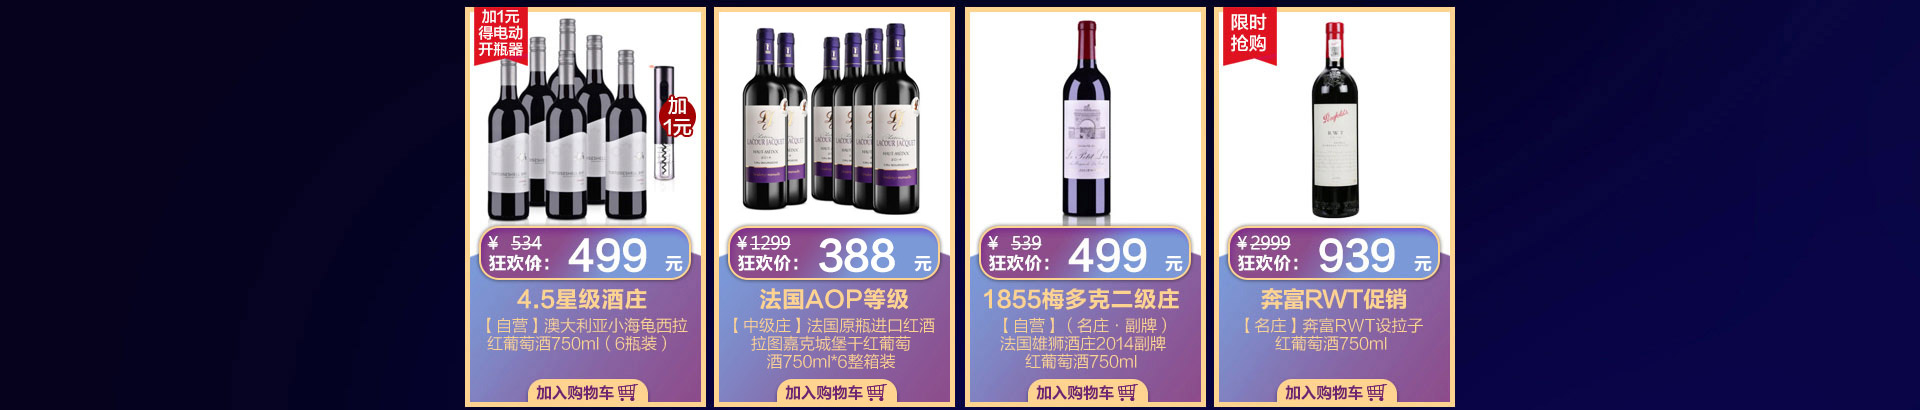 加1元
得电动
开瓶器
加
1元
¥ 534
狂欢价: 499 元
4.5星级酒庄
【自营】澳大利亚小海龟西拉
红葡萄酒750ml（6瓶装）
加入购物车
LACOUR JACQUET
HAUT-MEDOC
¥1299
狂欢价: 388 元
法国AOP等级
【中级庄】法国原瓶进口红酒
拉图嘉克城堡干红葡萄
酒750ml*6整箱装
加入购物车
Le Petit Lion
¥ 539
狂欢价: 499 元
1855梅多克二级庄
【自营】（名庄·副牌）
法国雄狮酒庄2014副牌
红葡萄酒750ml
加入购物车
限时
抢购
Penfolds
RWT
¥2999
狂欢价: 939 元
奔富RWT促销
【名庄】奔富RWT设拉子
红葡萄酒750ml
加入购物车